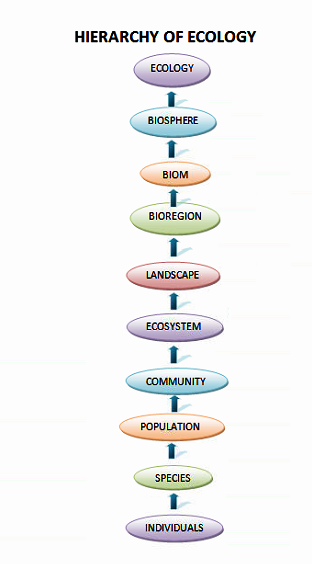 HIERARCHY OF ECOLOGY
ECOLOGY
BIOSPHERE
BIOM
BIOREGION
LANDSCAPE
ECOSYSTEM
COMMUNITY
POPULATION
SPECIES
INDIVIDUALS